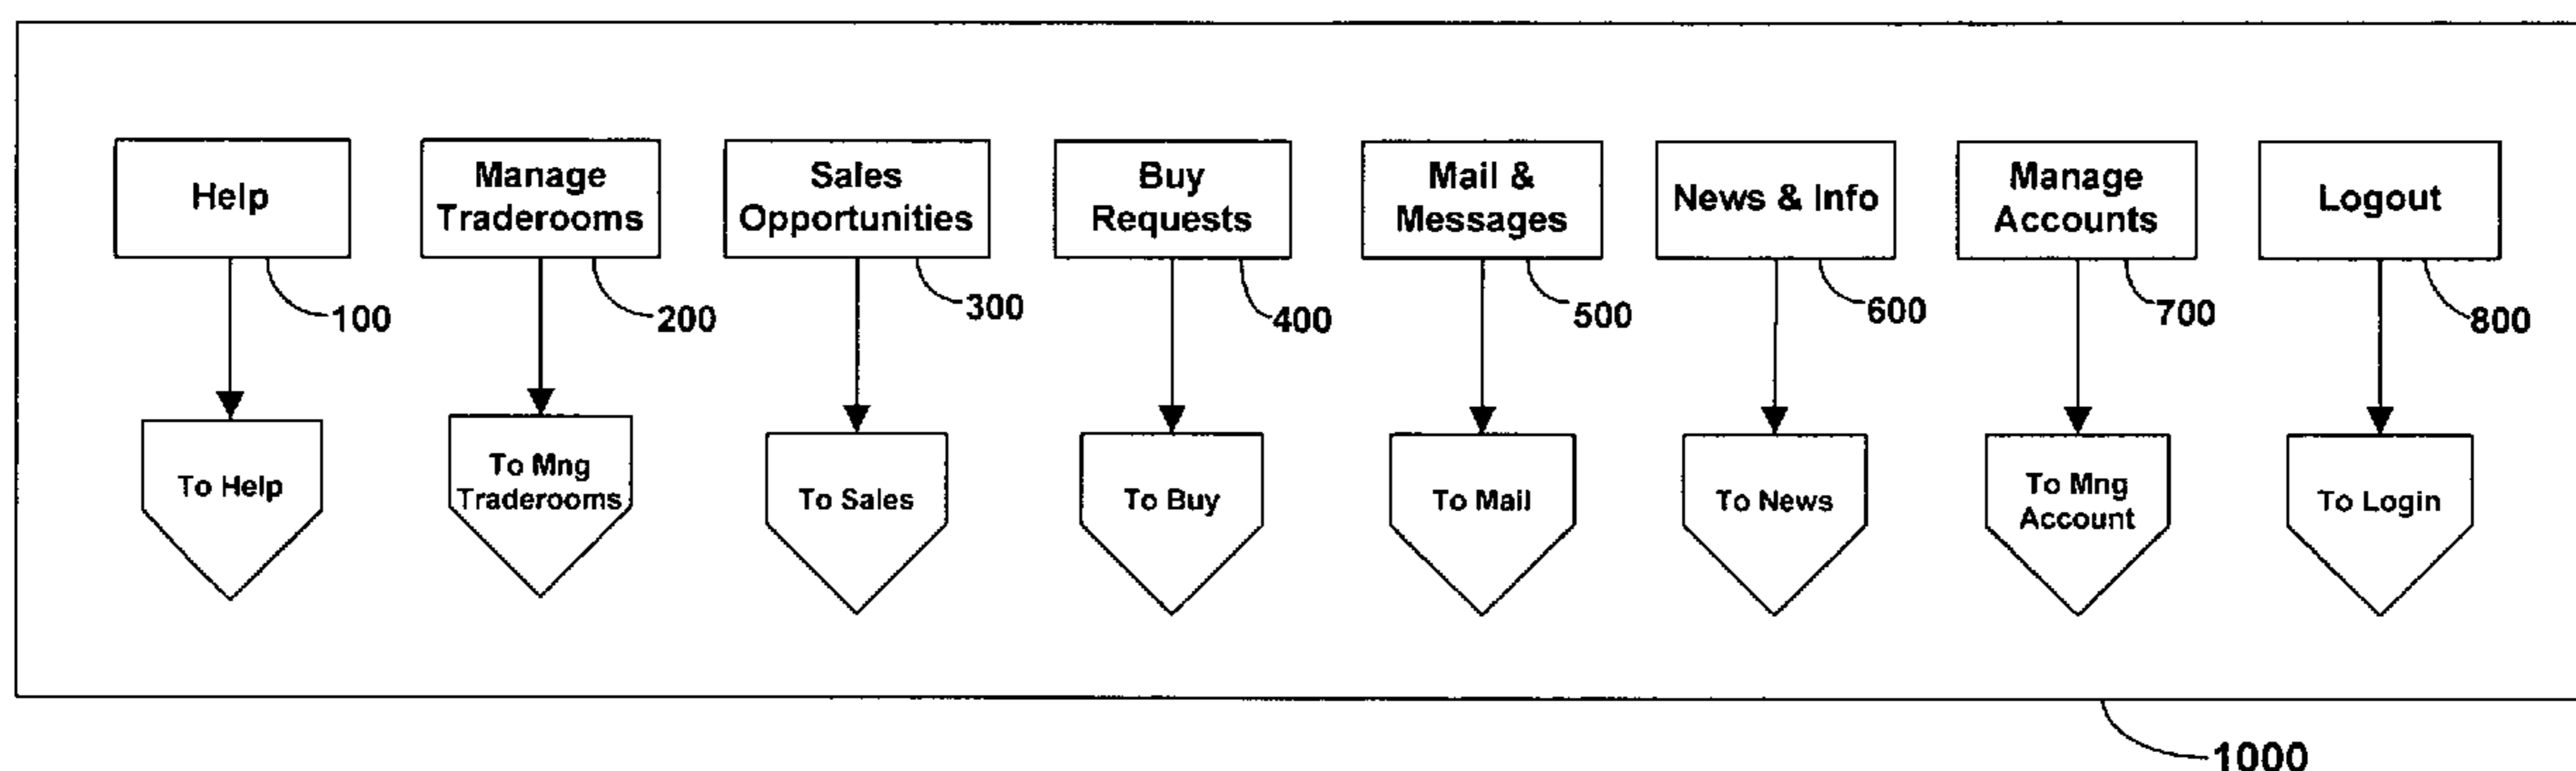 Help
Manage
Traderooms
Sales
Opportunities
Buy
Requests
Mail &
Messages
News & Info
Manage
Accounts
Logout
100
200
300
400
500
600
700
800
To Help
To Mng
Traderooms
To Sales
To Buy
To Mail
To News
To Mng
Account
To Login
1000